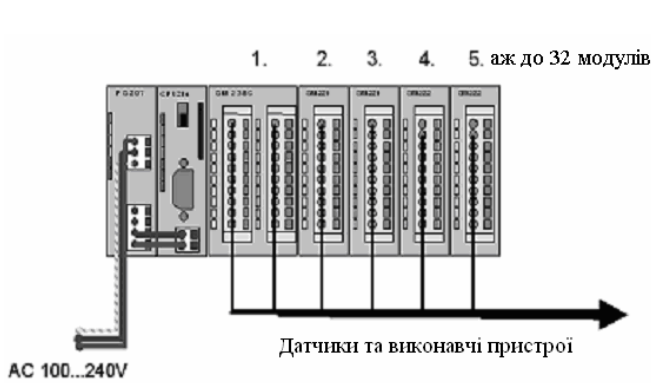 1. 2. 3. 4. 5. аж до 32 модулів
Датчики та виконавчі пристрої
AC 100...240V